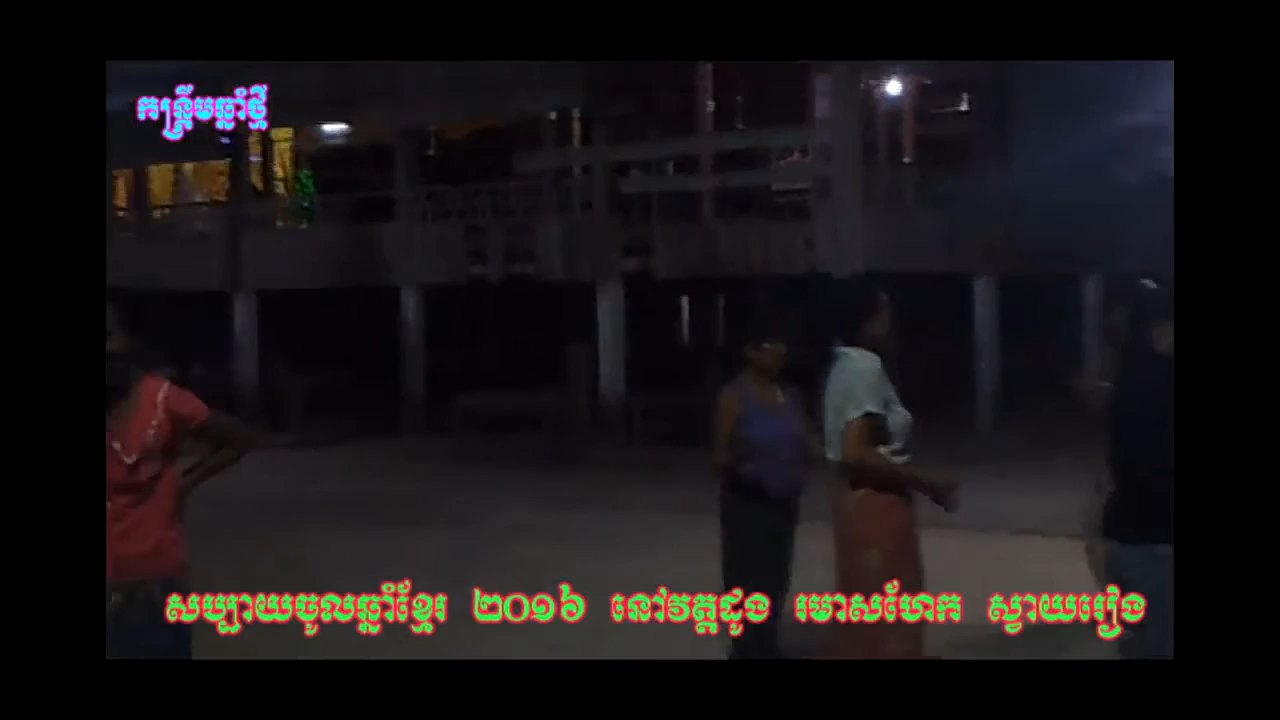 កន្ត្រឹមឆ្នាំថ្មី
សប្បាយចូលឆ្នាំខ្មែរ ២០១៦ នៅវត្តដូង រមាសហែក ស្វាយរៀង